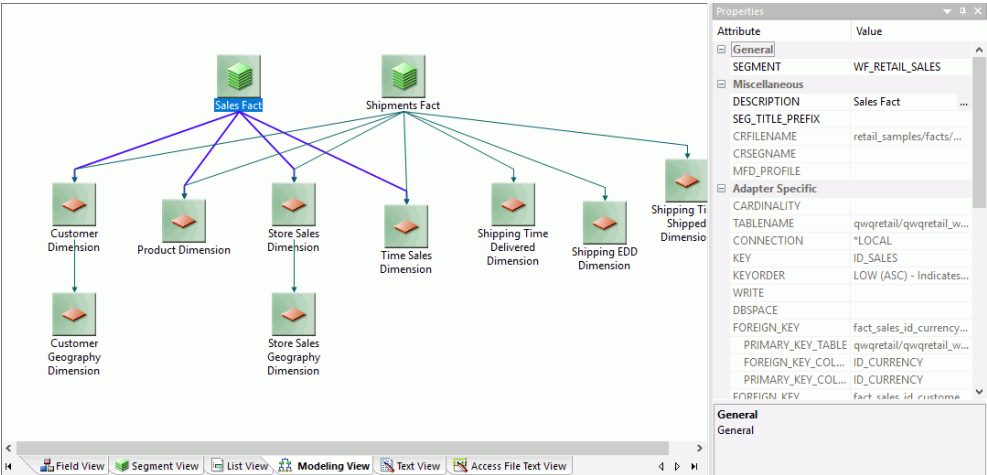 Sales Fact
Shipments Fact
Customer
Dimension
Product Dimension
Store Sales
Dimension
Time Sales
Dimension
Shipping Time
Delivered
Dimension
Shipping EDD
Dimension
Shipping Ti
Shipped
Dimensio
Customer
Geography
Dimension
Store Sales
Geography
Dimension
Field View
Segment View
List View
Modeling View
Text View
Access File Text View
Properties
Attribute Value
General
SEGMENT WF_RETAIL_SALES
Miscellaneous
DESCRIPTION Sales Fact ...
SEG_TITLE_PREFIX
CRFILENAME retail_samples/facts/...
CRSEGNAME
MFD_PROFILE
Adapter Specific
CARDINALITY
TABLENAME qwqretail/qwqretail_w...
CONNECTION *LOCAL
KEY ID_SALES
KEYORDER LOW (ASC) - Indicates...
WRITE
DBSPACE
FOREIGN_KEY fact_sales_id_currency...
PRIMARY_KEY_TABLE qwqretail/qwqretail_w...
FOREIGN_KEY_COL... ID_CURRENCY
PRIMARY_KEY_COL... ID_CURRENCY
FOREIGN_KEY fact_sales_id_custome...
General
General